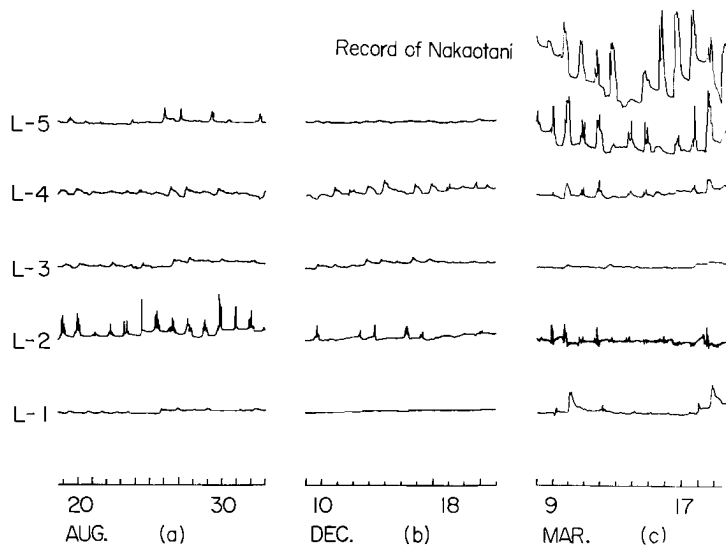 Record of Nakaotani
L-5
L-4
L-3
L-2
L-1
20 30 10 18 9 17
AUG. (a) DEC. (b) MAR. (c)